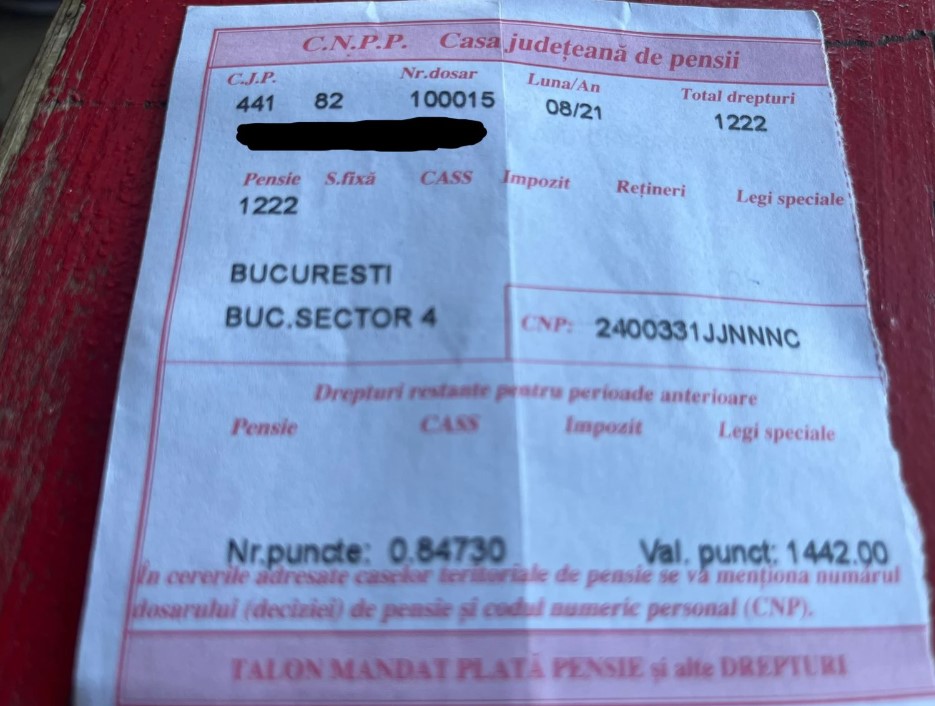 C.N.P.P. Casa județeană de pensii
C.J.P. Nr.dosar Luna/An Total drepturi
441 82 100015 08/21 1222
Pensie S.fixă CASS Impozit Rețineri Legi speciale
1222
BUCURESTI
BUC.SECTOR 4
CNP: 2400331JJNNNC
Drepturi restante pentru perioade anterioare
Pensie CASS Impozit Legi speciale
Nr.puncte: 0.84730 Val. punct: 1442.00
În cererile adresate caselor teritoriale de pensie se va menționa numărul
dosarului (deciziei) de pensie și codul numeric personal (CNP).
TALON MANDAT PLATĂ PENSIE și alte DREPTURI